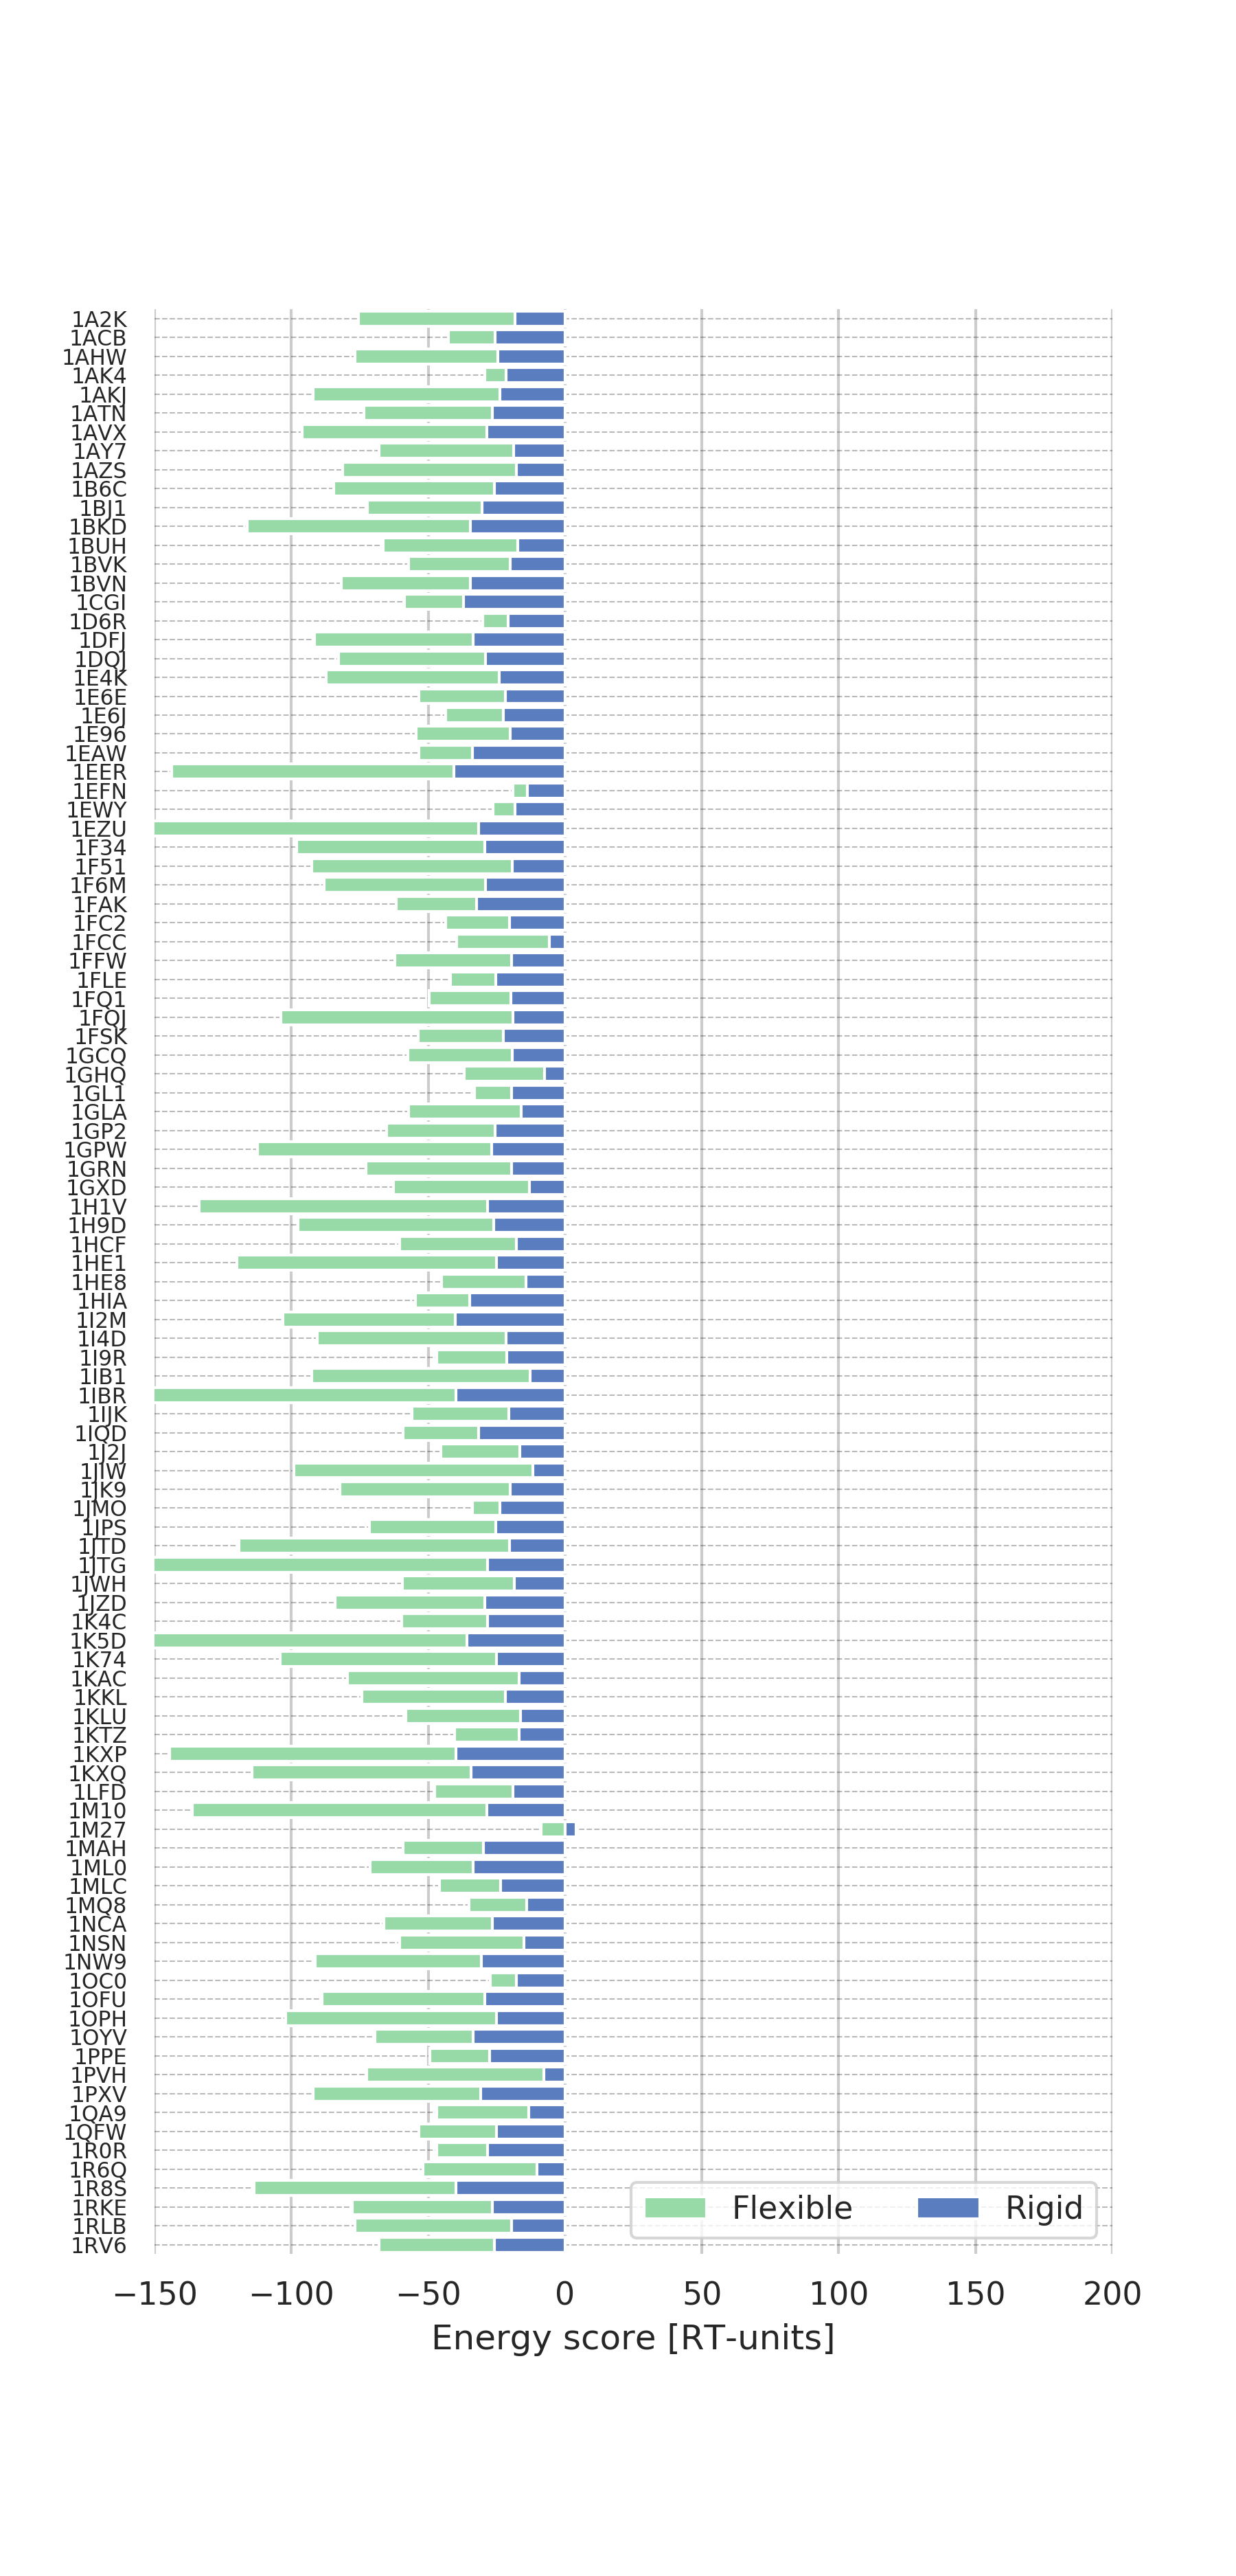 1A2K
1ACB
1AHW
1AK4
1AKJ
1ATN
1AVX
1AY7
1AZS
1B6C
1BJ1
1BKD
1BUH
1BVK
1BVN
1CGI
1D6R
1DFJ
1DQJ
1E4K
1E6E
1E6J
1E96
1EAW
1EER
1EFN
1EWY
1EZU
1F34
1F51
1F6M
1FAK
1FC2
1FCC
1FFW
1FLE
1FQ1
1FQJ
1FSK
1GCQ
1GHQ
1GL1
1GLA
1GP2
1GPW
1GRN
1GXD
1H1V
1H9D
1HCF
1HE1
1HE8
1HIA
1I2M
1I4D
1I9R
1IB1
1IBR
1IJK
1IQD
1J2J
1JIW
1JK9
1JMO
1JPS
1JTD
1JTG
1JWH
1JZD
1K4C
1K5D
1K74
1KAC
1KKL
1KLU
1KTZ
1KXP
1KXQ
1LFD
1M10
1M27
1MAH
1ML0
1MLC
1MQ8
1NCA
1NSN
1NW9
1OC0
1OFU
1OPH
1OYV
1PPE
1PVH
1PXV
1QA9
1QFW
1R0R
1R6Q
1R8S
1RKE
1RLB
1RV6
Flexible Rigid
−150 −100 −50 0 50 100 150 200
Energy score [RT-units]